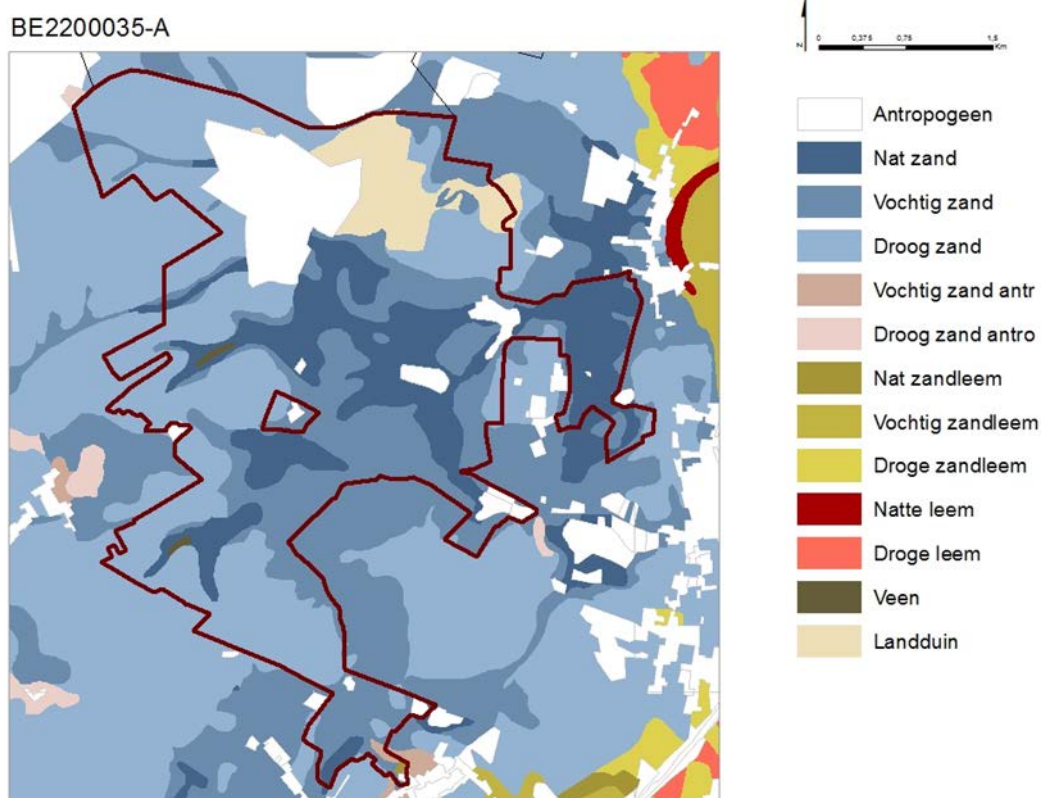 BE2200035-A
N
0 0,375 0,75 1,5
Km
Antropogeen
Nat zand
Vochtig zand
Droog zand
Vochtig zand antr
Droog zand antro
Nat zandleem
Vochtig zandleem
Droge zandleem
Natte leem
Droge leem
Veen
Landduin